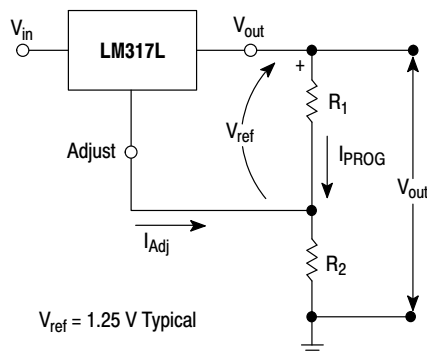 V_in
LM317L
V_out
+
R_1
V_ref
Adjust
I_PROG
V_out
I_Adj
R_2
V_ref = 1.25 V Typical